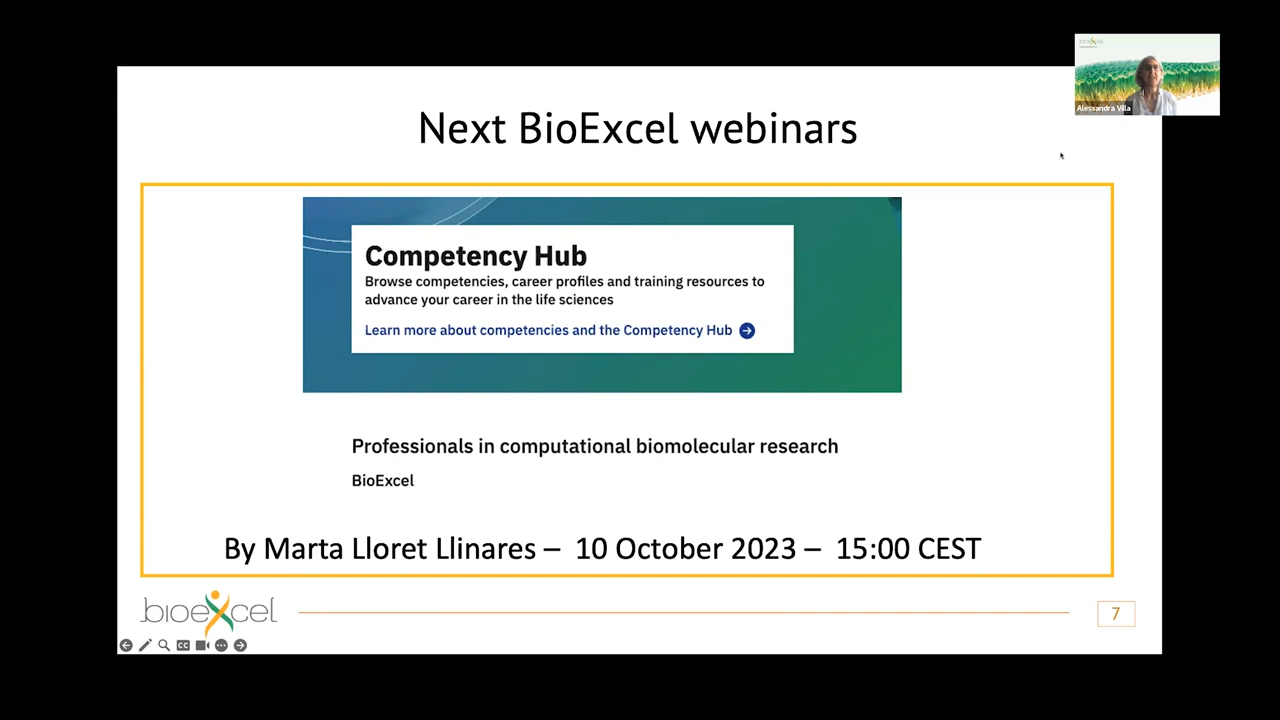 bioexcel
Alessandra Villa
Next BioExcel webinars
Competency Hub
Browse competencies, career profiles and training resources to
advance your career in the life sciences
Learn more about competencies and the Competency Hub
Professionals in computational biomolecular research
BioExcel
By Marta Lloret Llinares – 10 October 2023 – 15:00 CEST
bioexcel
7
CC